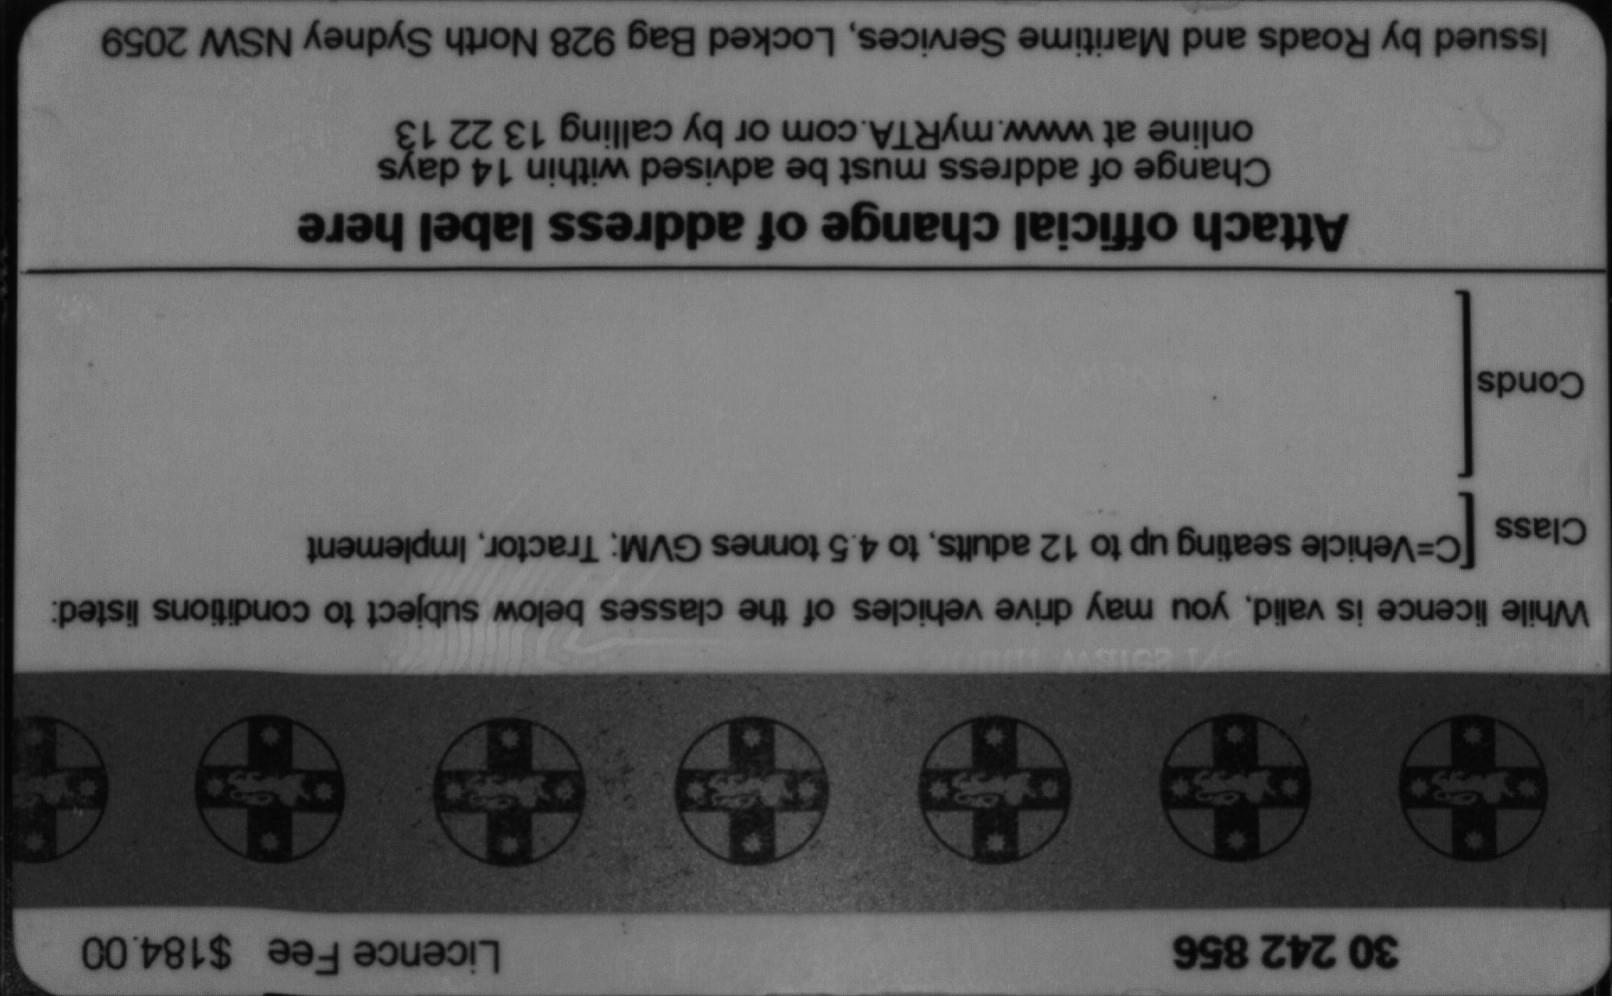 30 242 856 Licence Fee $184.00
While licence is valid, you may drive vehicles of the classes below subject to conditions listed:
Class [C=Vehicle seating up to 12 adults, to 4.5 tonnes GVM; Tractor, Implement
Conds [
Attach official change of address label here
Change of address must be advised within 14 days
online at www.myRTA.com or by calling 13 22 13
Issued by Roads and Maritime Services, Locked Bag 928 North Sydney NSW 2059